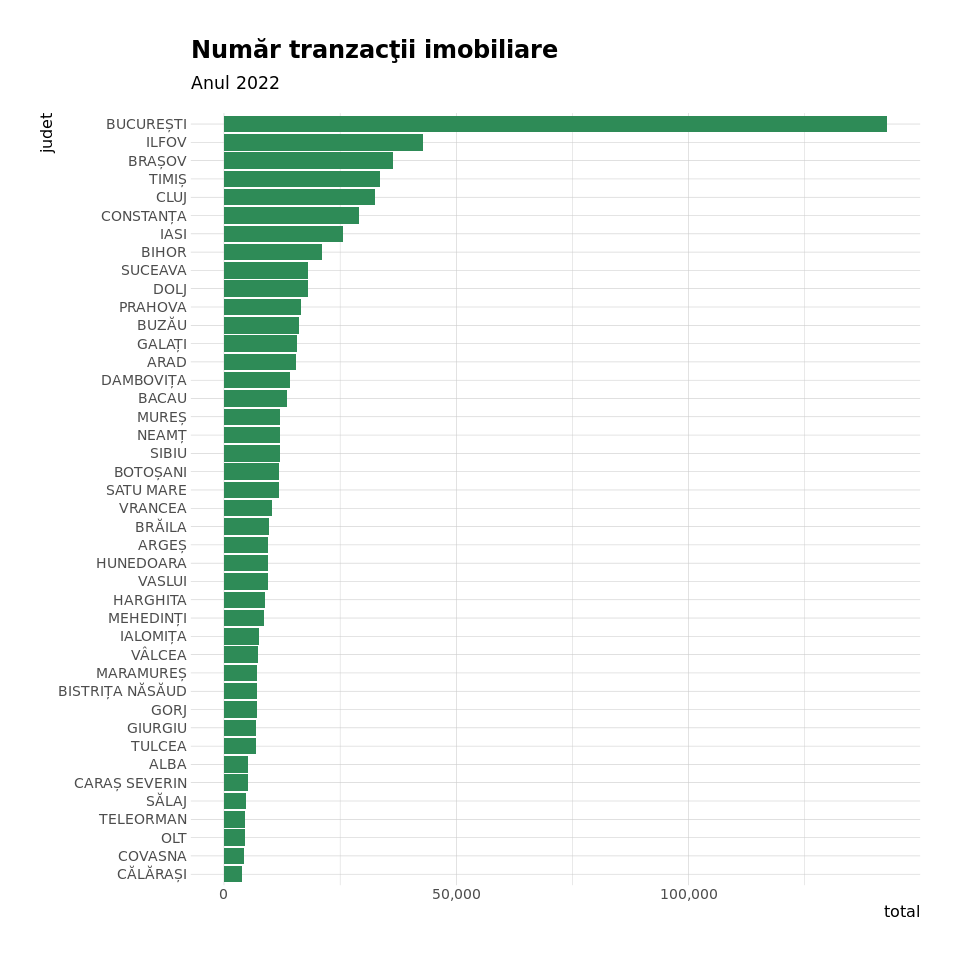 Număr tranzacţii imobiliare
Anul 2022
judet
BUCUREȘTI
ILFOV
BRAȘOV
TIMIȘ
CLUJ
CONSTANȚA
IASI
BIHOR
SUCEAVA
DOLJ
PRAHOVA
BUZĂU
GALAȚI
ARAD
DAMBOVIȚA
BACAU
MUREȘ
NEAMȚ
SIBIU
BOTOȘANI
SATU MARE
VRANCEA
BRĂILA
ARGEȘ
HUNEDOARA
VASLUI
HARGHITA
MEHEDINȚI
IALOMIȚA
VÂLCEA
MARAMUREȘ
BISTRIȚA NĂSĂUD
GORJ
GIURGIU
TULCEA
ALBA
CARAȘ SEVERIN
SĂLAJ
TELEORMAN
OLT
COVASNA
CĂLĂRAȘI
0 50,000 100,000
total